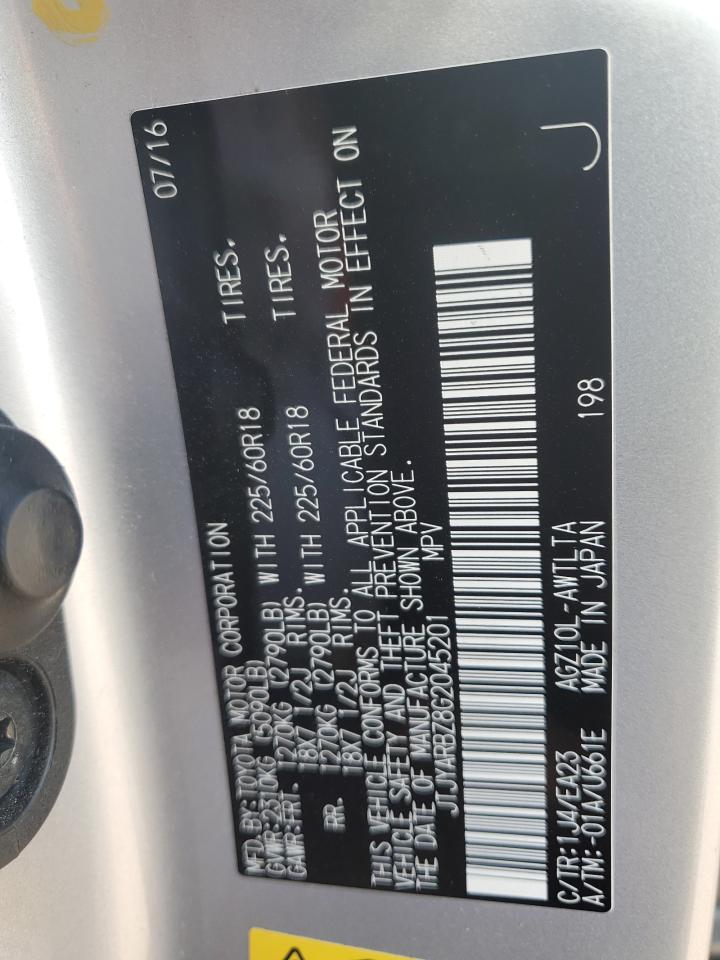 MFD.BY:TOYOTA MOTOR CORPORATION 07/16
GVWR:2310KG (5090LB)
GAWR:FR. 1270KG (2790LB) WITH 225/60R18 TIRES.
18X7 1/2J RIMS.
RR. 1270KG (2790LB) WITH 225/60R18 TIRES.
18X7 1/2J RIMS.
THIS VEHICLE CONFORMS TO ALL APPLICABLE FEDERAL MOTOR
VEHICLE SAFETY AND THEFT PREVENTION STANDARDS IN EFFECT ON
THE DATE OF MANUFACTURE SHOWN ABOVE.
JTJYARBZ8G2045201 MPV
C/TR:1J4/EA23 AGZ10L-AWTLTA 198
A/TM:-01A/U661E MADE IN JAPAN
J